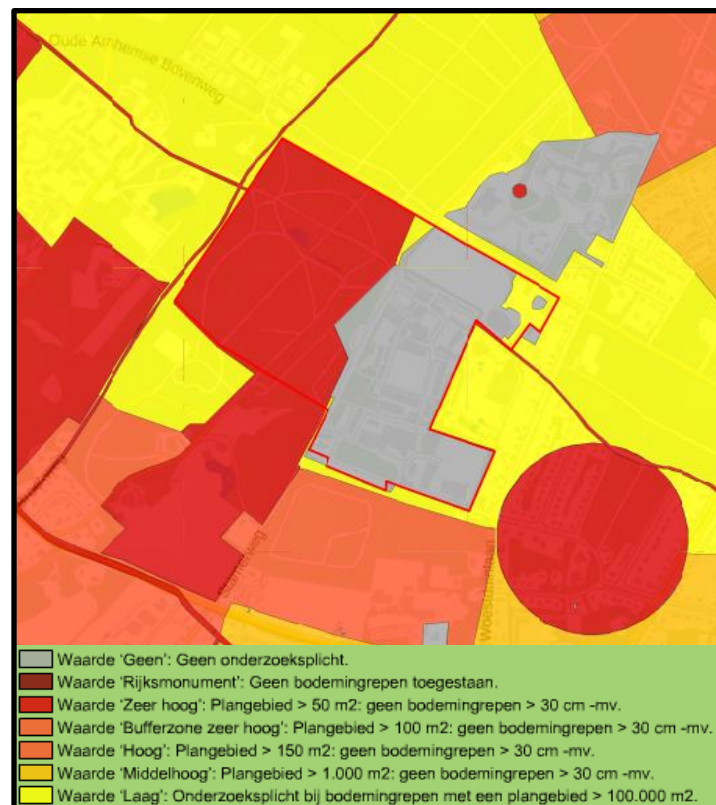 Oude Arnhemse Bovenweg
Woestduinlaan
Waarde 'Geen': Geen onderzoeksplicht.
Waarde 'Rijksmonument': Geen bodemingrepen toegestaan.
Waarde 'Zeer hoog': Plangebied > 50 m2: geen bodemingrepen > 30 cm -mv.
Waarde 'Bufferzone zeer hoog': Plangebied > 100 m2: geen bodemingrepen > 30 cm -mv.
Waarde 'Hoog': Plangebied > 150 m2: geen bodemingrepen > 30 cm -mv.
Waarde 'Middelhoog': Plangebied > 1.000 m2: geen bodemingrepen > 30 cm -mv.
Waarde 'Laag': Onderzoeksplicht bij bodemingrepen met een plangebied > 100.000 m2.